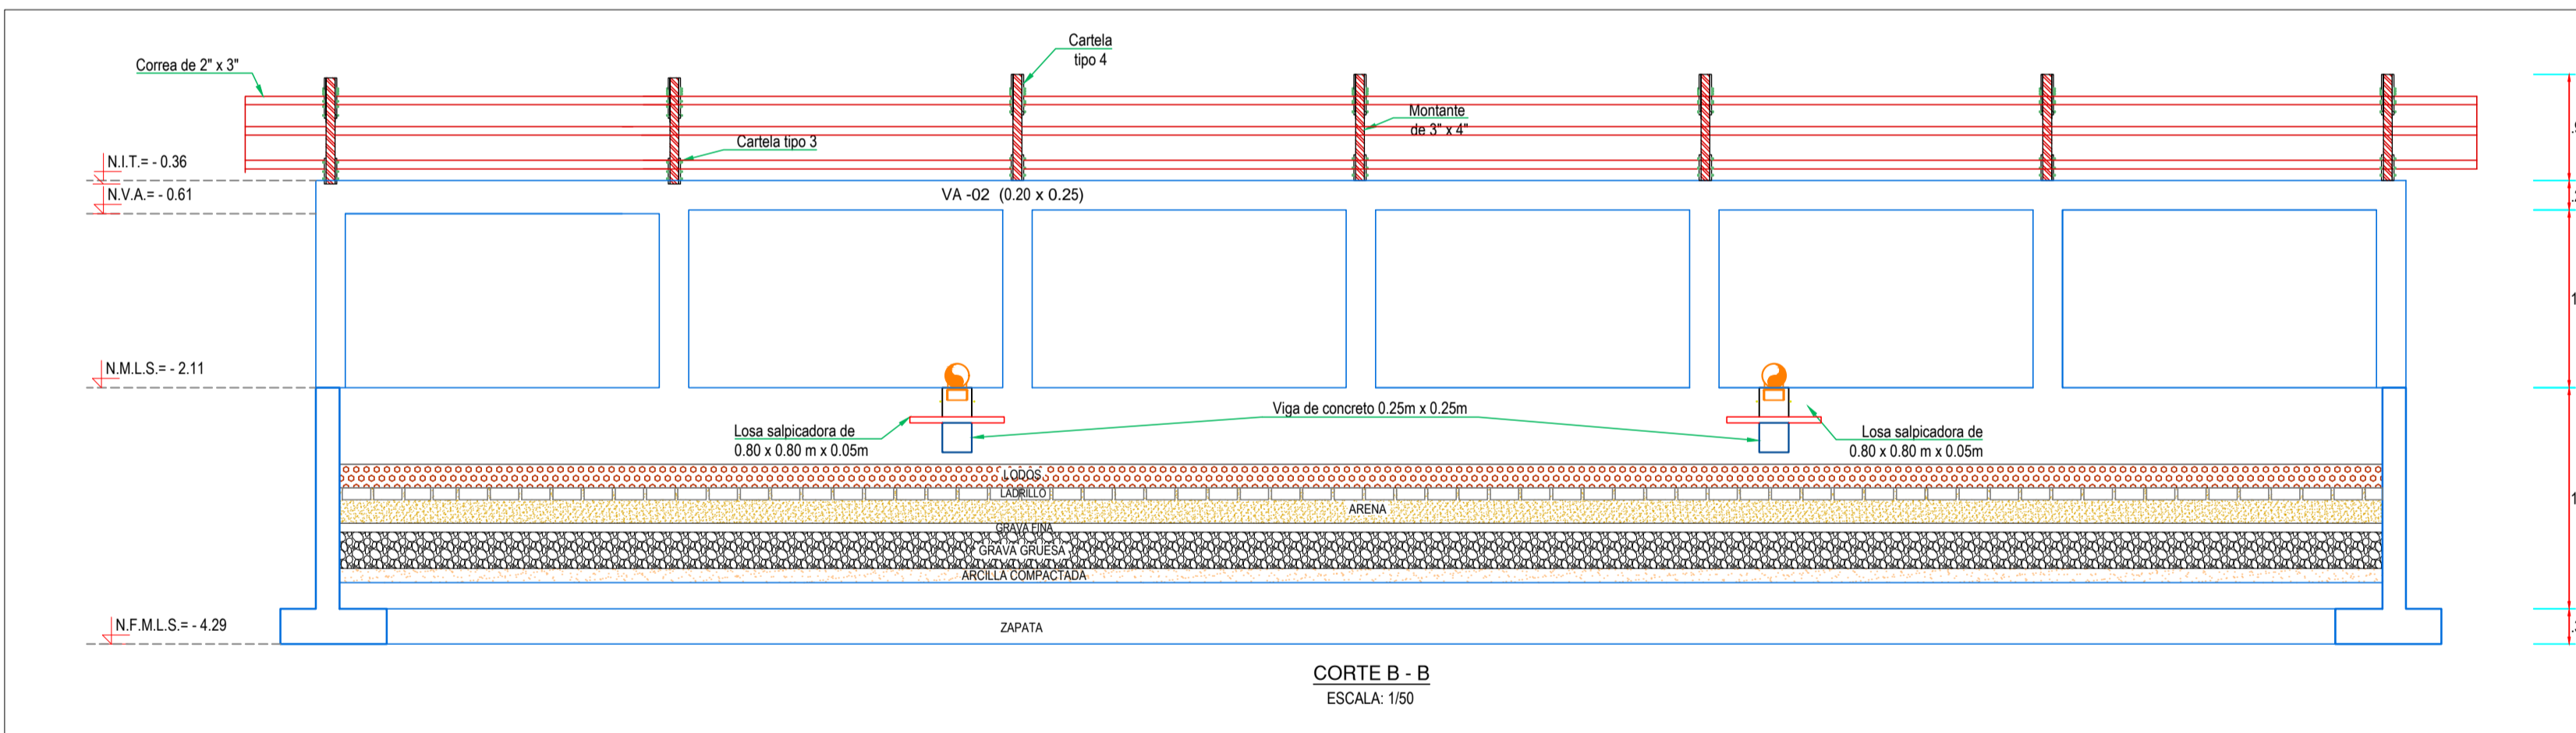 Cartela
tipo 4
Correa de 2" x 3"
Montante
de 3" x 4"
Cartela tipo 3
N.I.T.= - 0.36
N.V.A.= - 0.61
VA -02 (0.20 x 0.25)
N.M.L.S.= - 2.11
Viga de concreto 0.25m x 0.25m
Losa salpicadora de
0.80 x 0.80 m x 0.05m
Losa salpicadora de
0.80 x 0.80 m x 0.05m
LODOS
LADRILLO
ARENA
GRAVA FINA
GRAVA GRUESA
ARCILLA COMPACTADA
N.F.M.L.S.= - 4.29
ZAPATA
CORTE B - B
ESCALA: 1/50